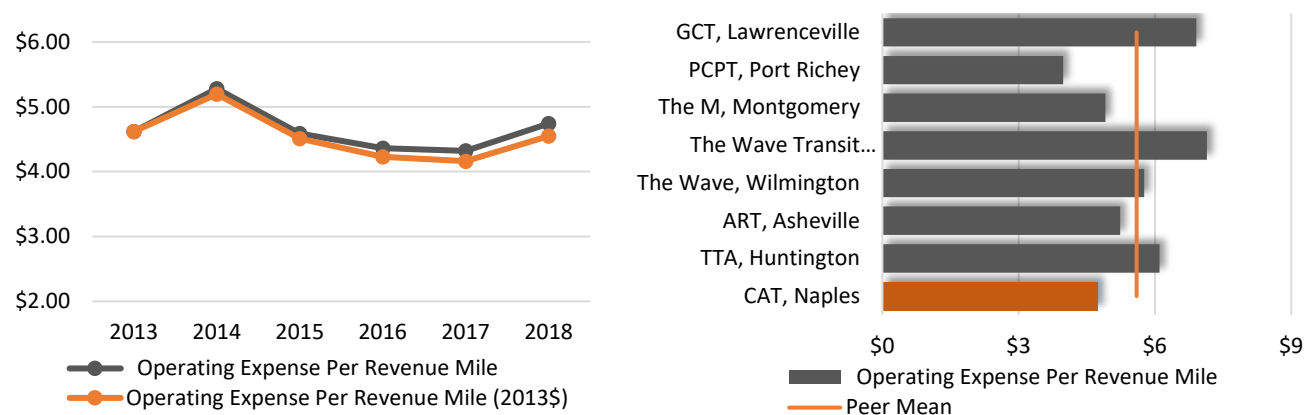 $6.00
$5.00
$4.00
$3.00
$2.00
2013 2014 2015 2016 2017 2018
Operating Expense Per Revenue Mile
Operating Expense Per Revenue Mile (2013$)
GCT, Lawrenceville
PCPT, Port Richey
The M, Montgomery
The Wave Transit...
The Wave, Wilmington
ART, Asheville
TTA, Huntington
CAT, Naples
$0 $3 $6 $9
Operating Expense Per Revenue Mile
Peer Mean